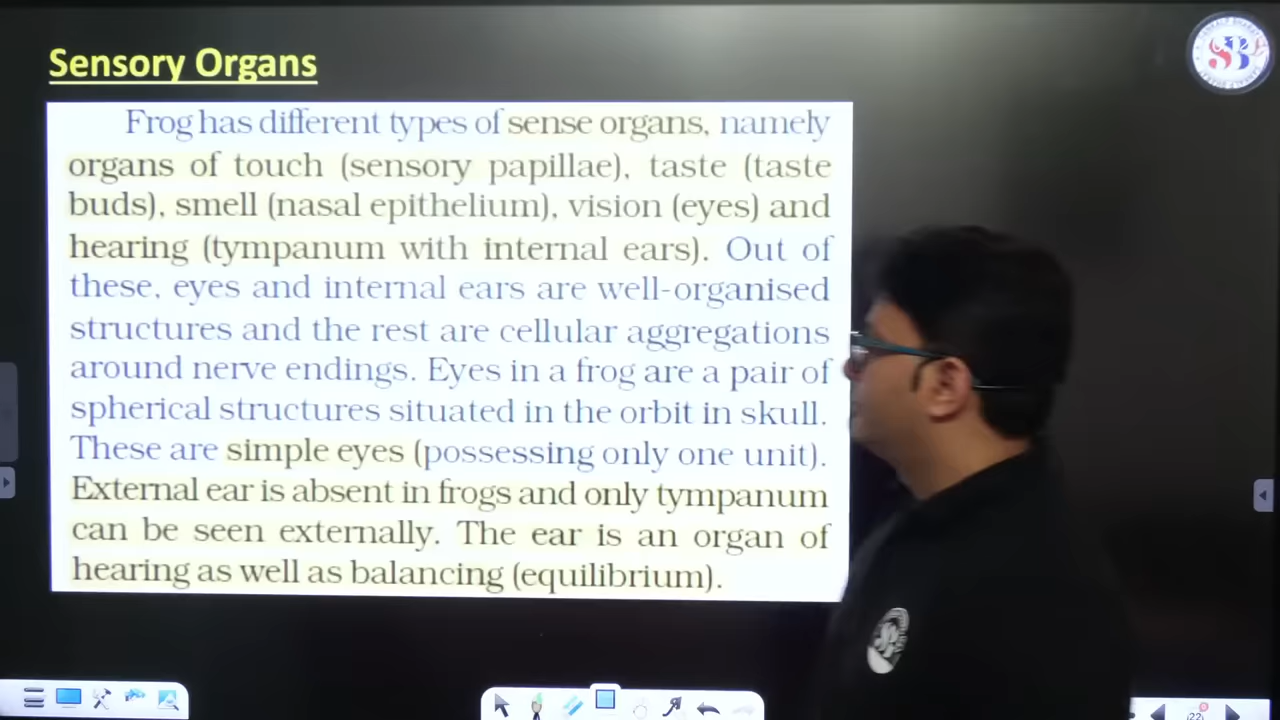 Sensory Organs
Frog has different types of sense organs, namely
organs of touch (sensory papillae), taste (taste
buds), smell (nasal epithelium), vision (eyes) and
hearing (tympanum with internal ears). Out of
these, eyes and internal ears are well-organised
structures and the rest are cellular aggregations
around nerve endings. Eyes in a frog are a pair of
spherical structures situated in the orbit in skull.
These are simple eyes (possessing only one unit).
External ear is absent in frogs and only tympanum
can be seen externally. The ear is an organ of
hearing as well as balancing (equilibrium).